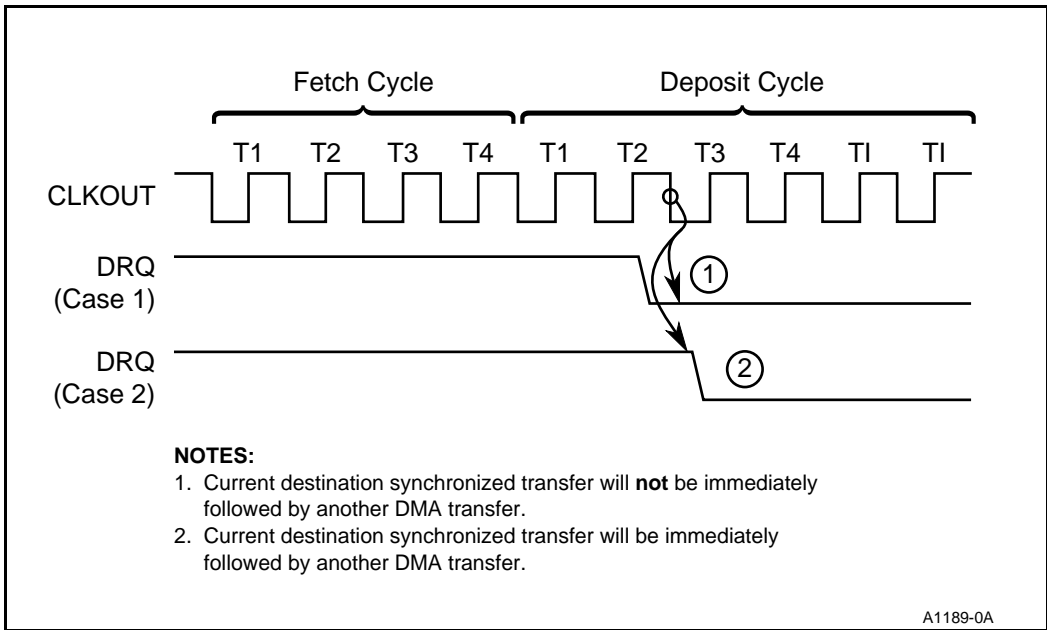 Fetch Cycle Deposit Cycle
T1 T2 T3 T4 T1 T2 T3 T4 TI TI
CLKOUT
DRQ
(Case 1)
1
DRQ
(Case 2)
2
NOTES:
1. Current destination synchronized transfer will not be immediately
followed by another DMA transfer.
2. Current destination synchronized transfer will be immediately
followed by another DMA transfer.
A1189-0A